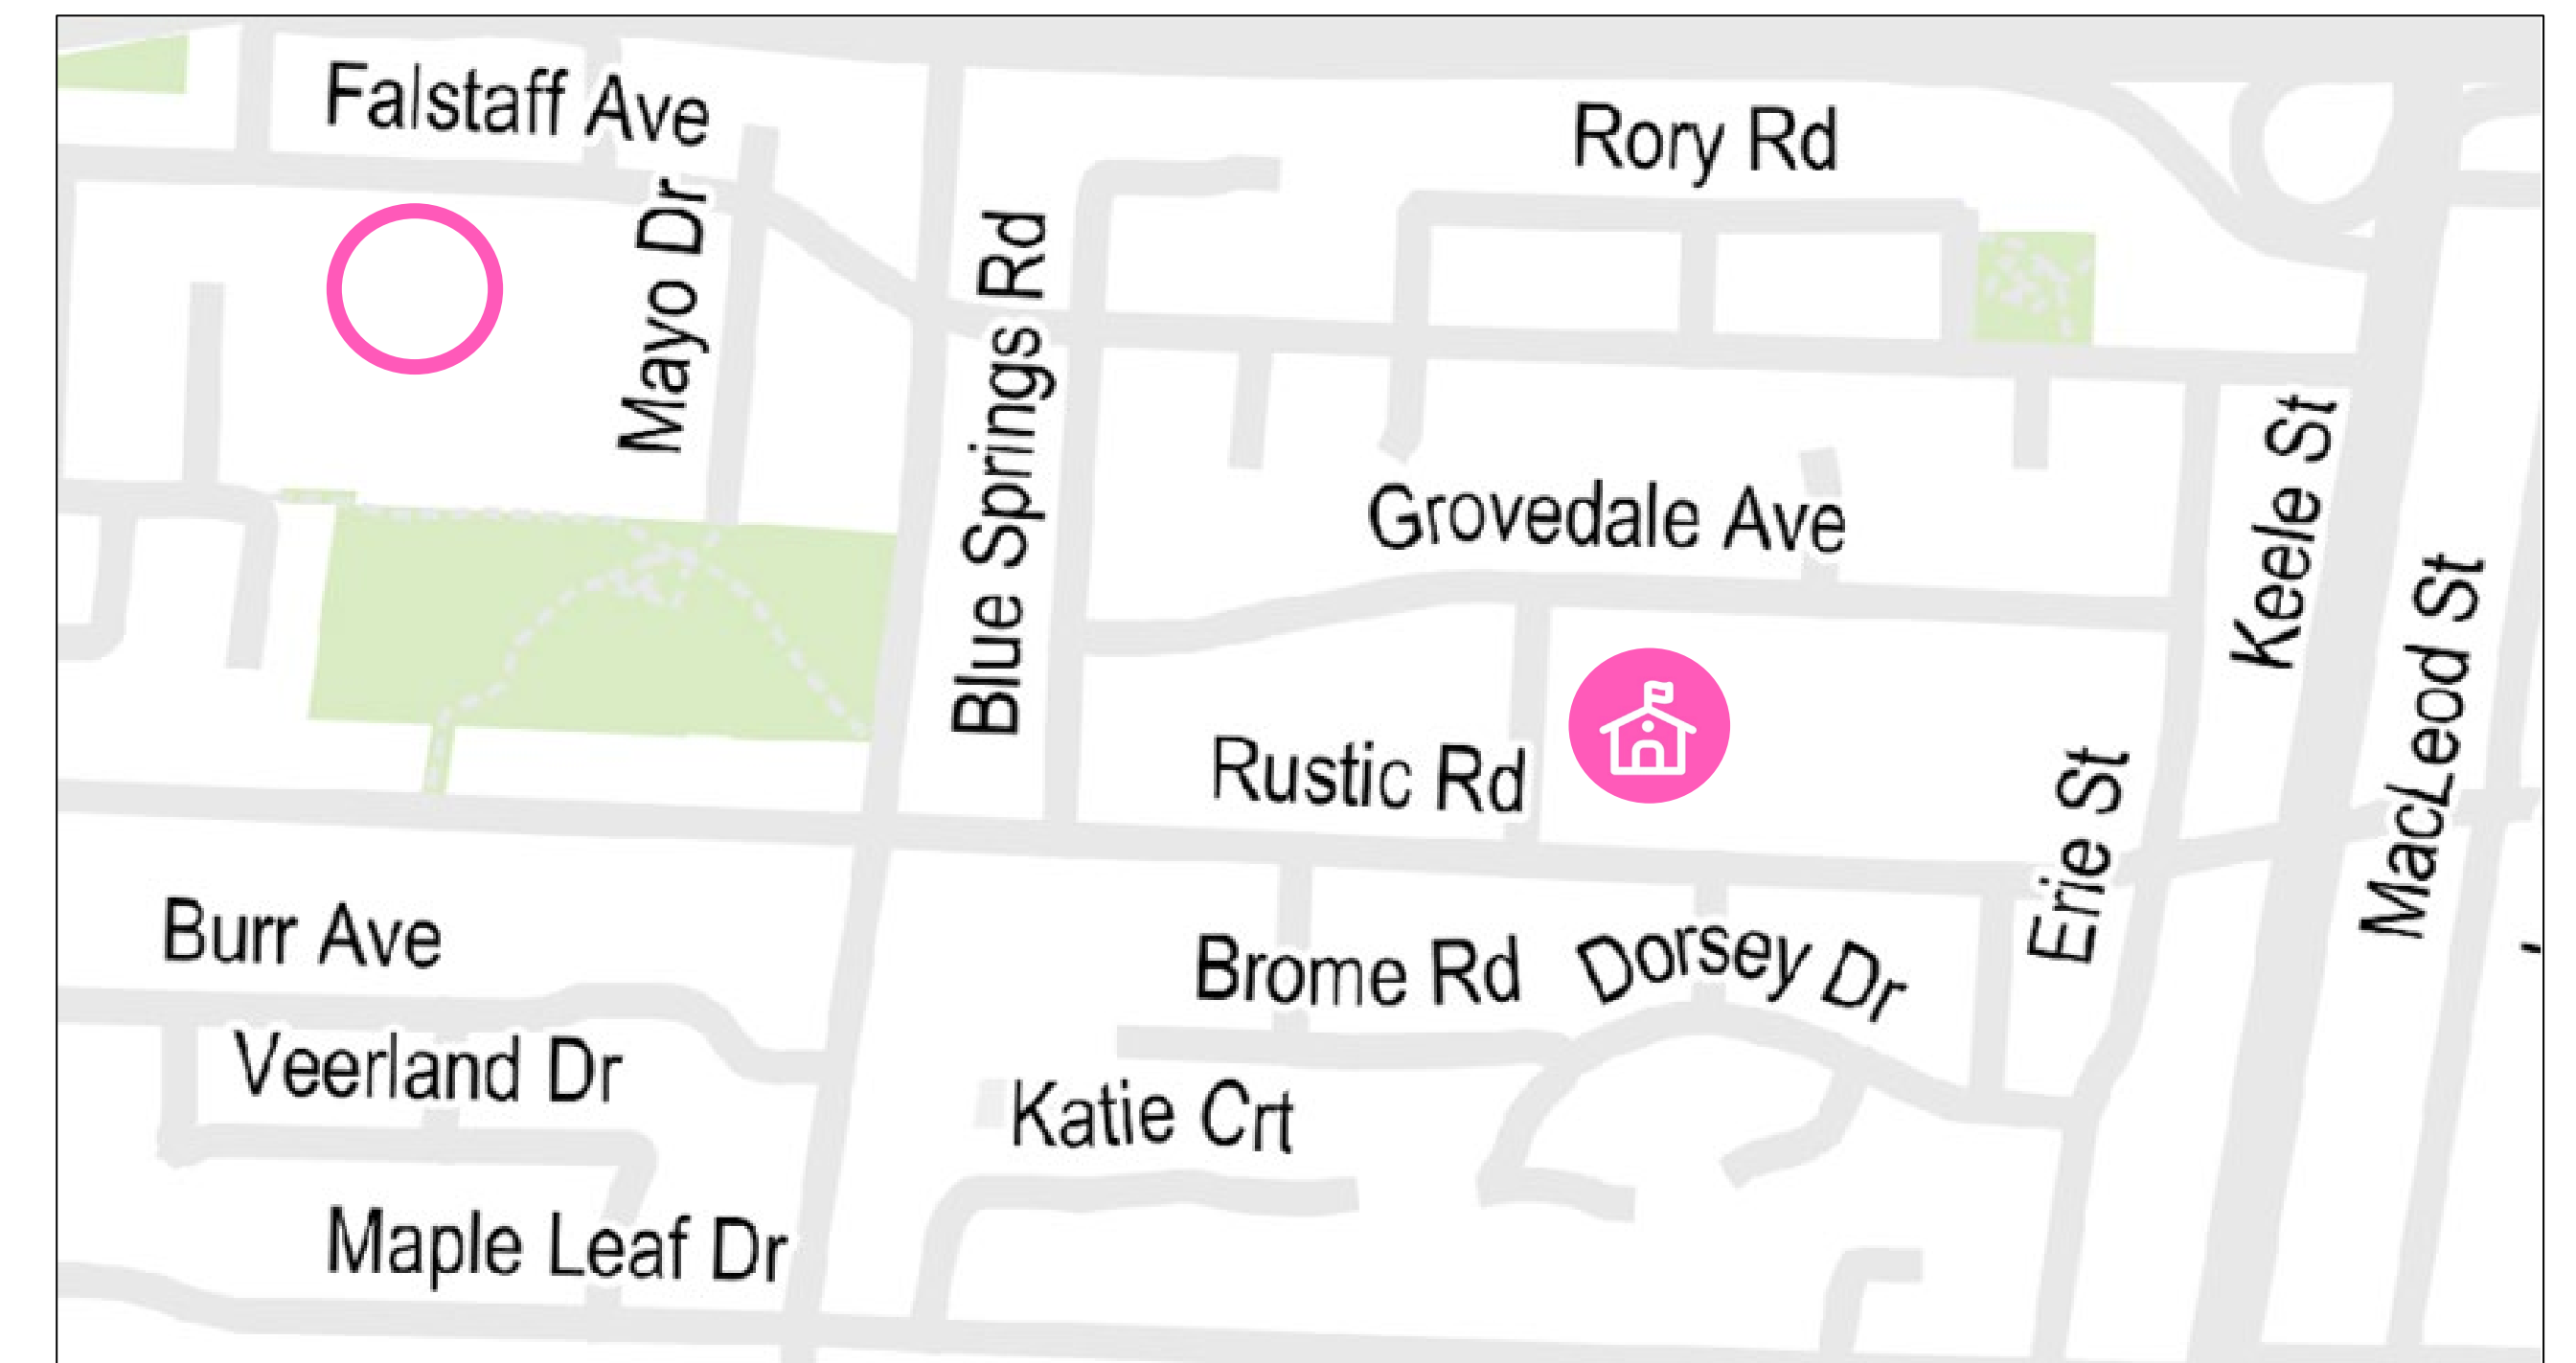 Falstaff Ave
Rory Rd
Mayo Dr
Blue Springs Rd
Grovedale Ave
Keele St
Rustic Rd
MacLeod St
Erie St
Burr Ave
Brome Rd
Dorsey Dr
Veerland Dr
Katie Crt
Maple Leaf Dr